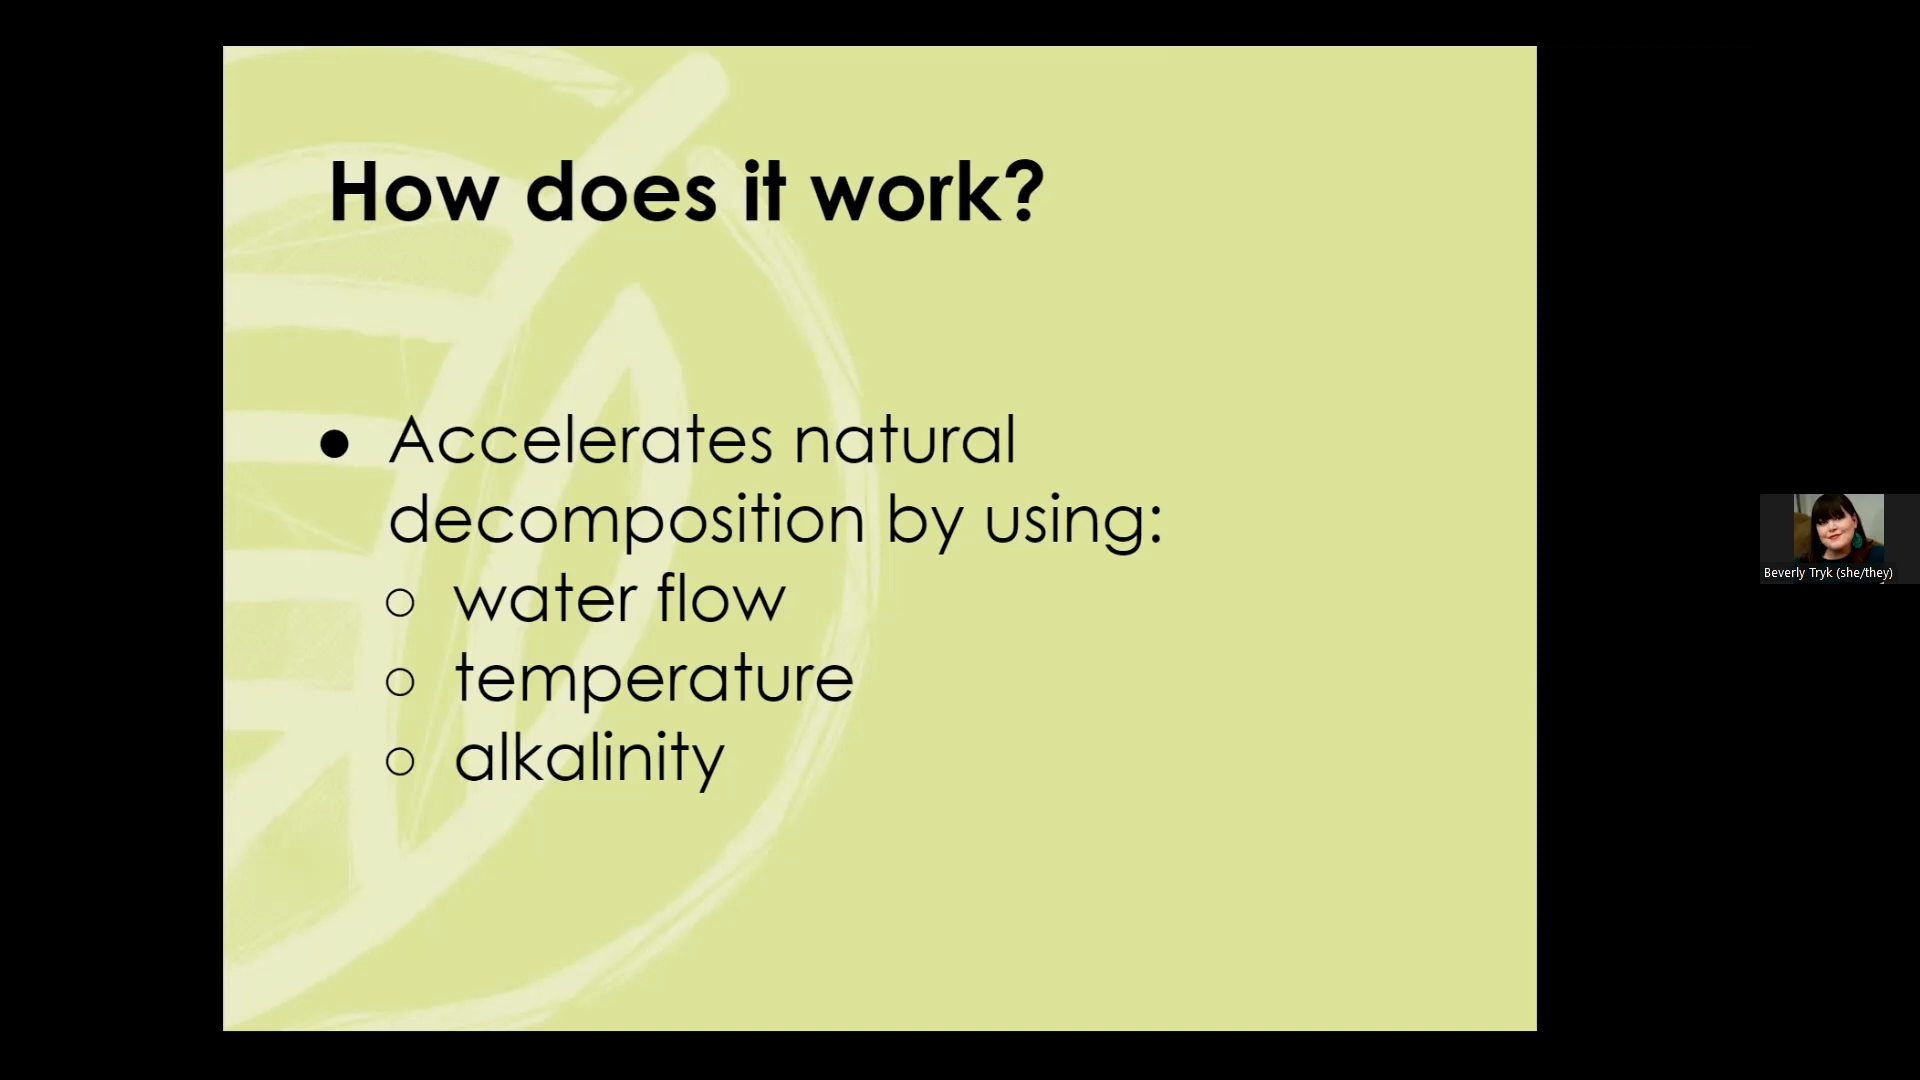 How does it work?
● Accelerates natural
decomposition by using:
○ water flow
○ temperature
○ alkalinity
Beverly Tryk (she/they)